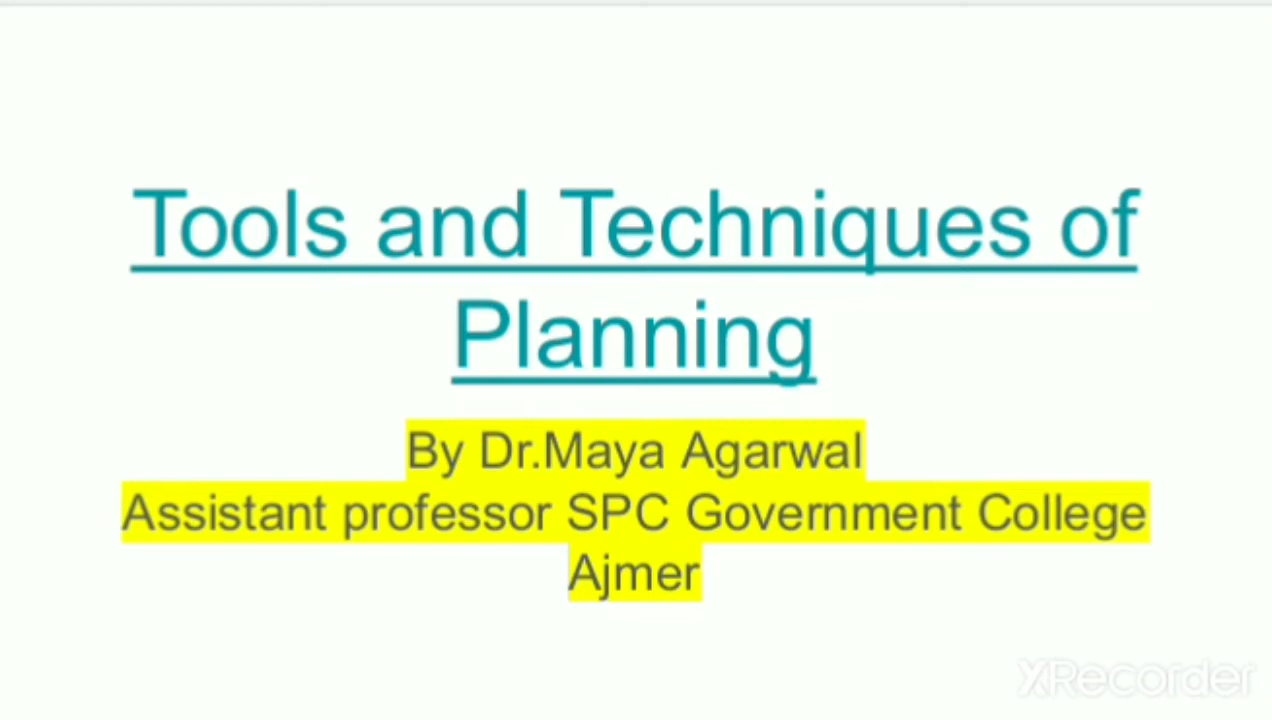 Tools and Techniques of
Planning
By Dr.Maya Agarwal
Assistant professor SPC Government College
Ajmer
XRecorder